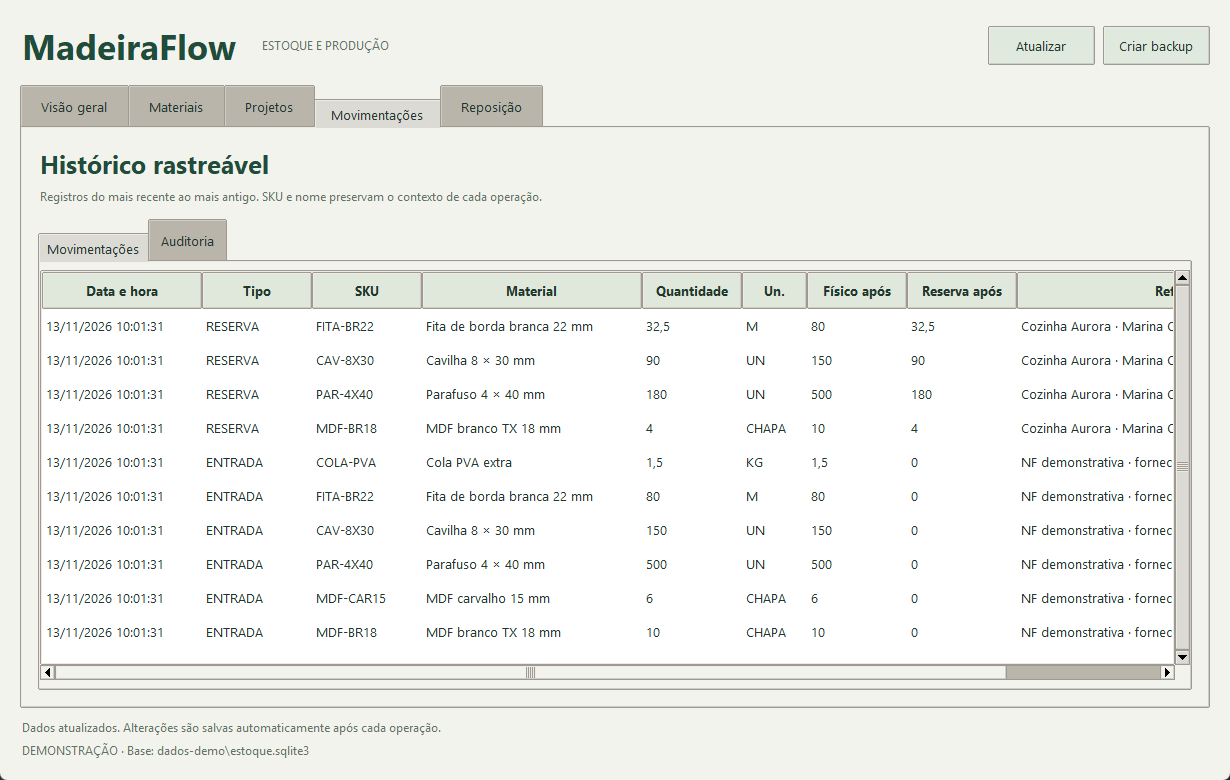 MadeiraFlow ESTOQUE E PRODUÇÃO Atualizar Criar backup
Visão geral Materiais Projetos Movimentações Reposição
Histórico rastreável
Registros do mais recente ao mais antigo. SKU e nome preservam o contexto de cada operação.
Movimentações Auditoria
Data e hora Tipo SKU Material Quantidade Un. Físico após Reserva após Ref
13/11/2026 10:01:31 RESERVA FITA-BR22 Fita de borda branca 22 mm 32,5 M 80 32,5 Cozinha Aurora · Marina C
13/11/2026 10:01:31 RESERVA CAV-8X30 Cavilha 8 × 30 mm 90 UN 150 90 Cozinha Aurora · Marina C
13/11/2026 10:01:31 RESERVA PAR-4X40 Parafuso 4 × 40 mm 180 UN 500 180 Cozinha Aurora · Marina C
13/11/2026 10:01:31 RESERVA MDF-BR18 MDF branco TX 18 mm 4 CHAPA 10 4 Cozinha Aurora · Marina C
13/11/2026 10:01:31 ENTRADA COLA-PVA Cola PVA extra 1,5 KG 1,5 0 NF demonstrativa · fornec
13/11/2026 10:01:31 ENTRADA FITA-BR22 Fita de borda branca 22 mm 80 M 80 0 NF demonstrativa · fornec
13/11/2026 10:01:31 ENTRADA CAV-8X30 Cavilha 8 × 30 mm 150 UN 150 0 NF demonstrativa · fornec
13/11/2026 10:01:31 ENTRADA PAR-4X40 Parafuso 4 × 40 mm 500 UN 500 0 NF demonstrativa · fornec
13/11/2026 10:01:31 ENTRADA MDF-CAR15 MDF carvalho 15 mm 6 CHAPA 6 0 NF demonstrativa · fornec
13/11/2026 10:01:31 ENTRADA MDF-BR18 MDF branco TX 18 mm 10 CHAPA 10 0 NF demonstrativa · fornec
Dados atualizados. Alterações são salvas automaticamente após cada operação.
DEMONSTRAÇÃO · Base: dados-demo\estoque.sqlite3